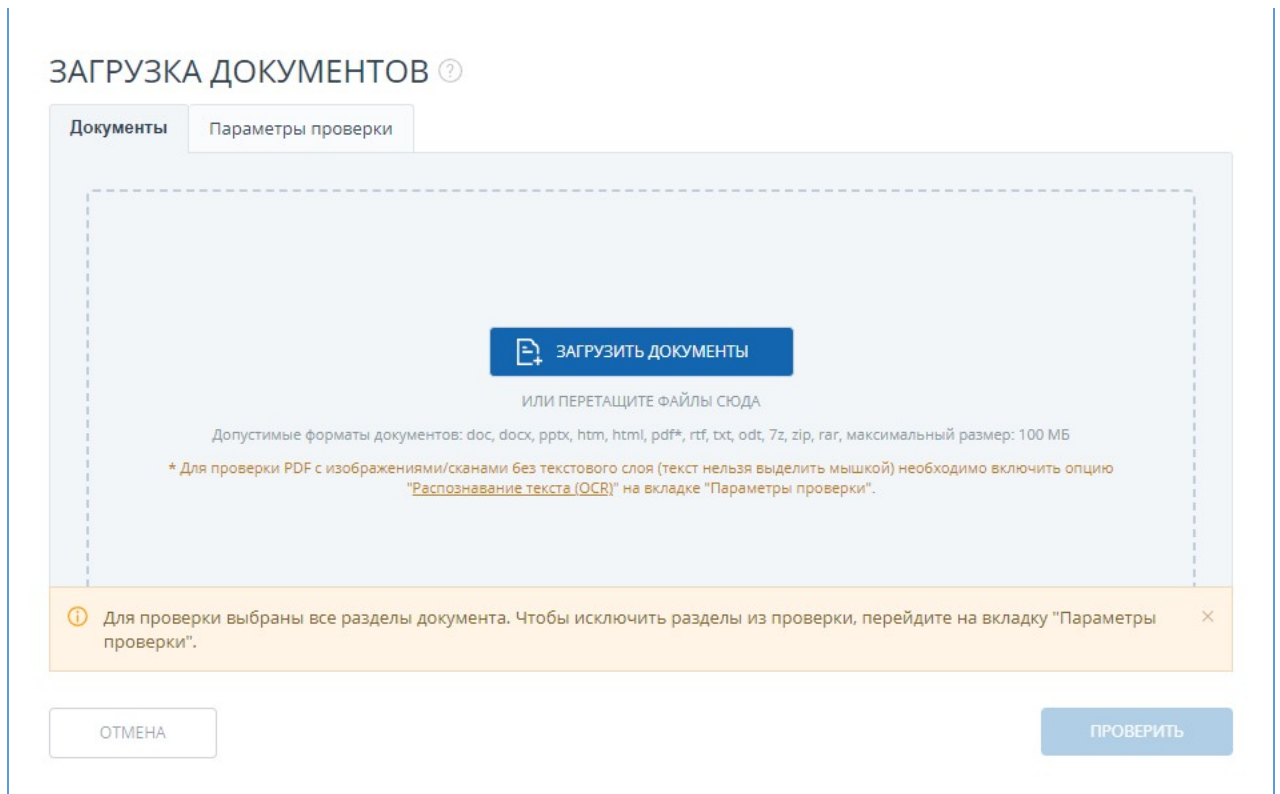 ЗАГРУЗКА ДОКУМЕНТОВ ?
Документы
Параметры проверки
ЗАГРУЗИТЬ ДОКУМЕНТЫ
ИЛИ ПЕРЕТАЩИТЕ ФАЙЛЫ СЮДА
Допустимые форматы документов: doc, docx, pptx, htm, html, pdf*, rtf, txt, odt, 7z, zip, rar, максимальный размер: 100 МБ
* Для проверки PDF с изображениями/сканами без текстового слоя (текст нельзя выделить мышкой) необходимо включить опцию
"Распознавание текста (OCR)" на вкладке "Параметры проверки".
Для проверки выбраны все разделы документа. Чтобы исключить разделы из проверки, перейдите на вкладку "Параметры
проверки".
ОТМЕНА
ПРОВЕРИТЬ